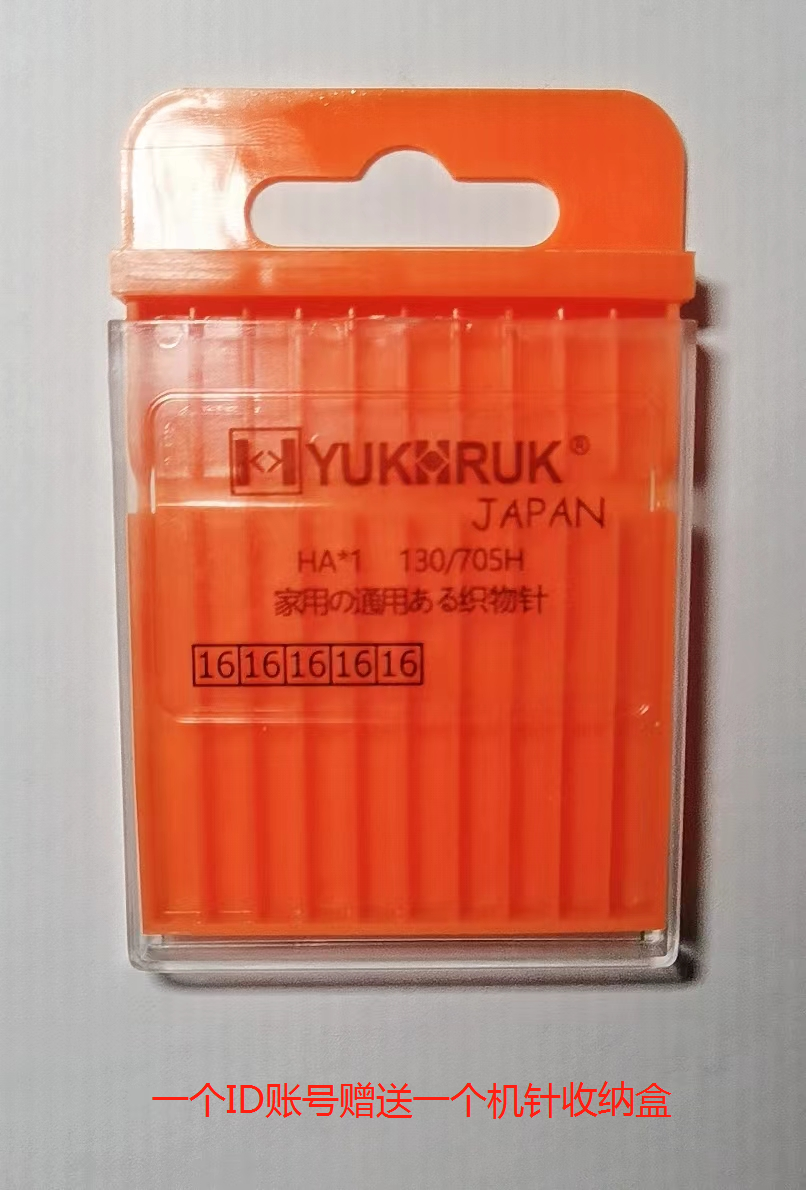 YUKHRUK®
JAPAN
HA*1 130/705H
家用の通用ある织物针
16 16 16 16 16
一个ID账号赠送一个机针收纳盒